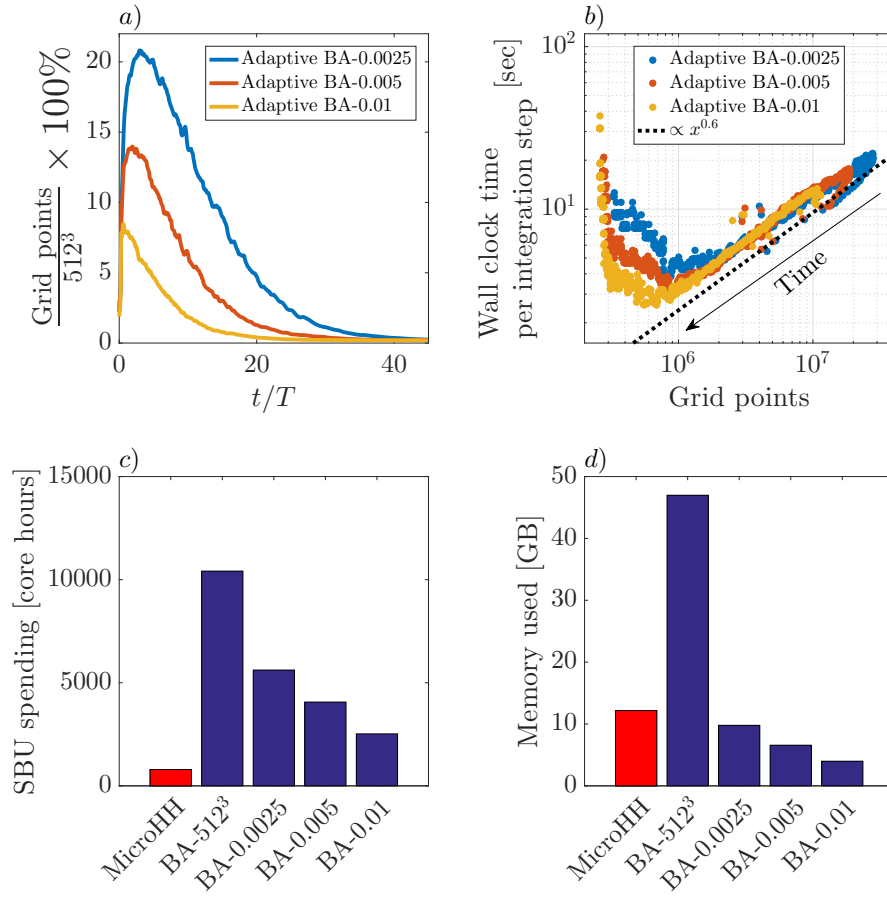 a)
Grid points
512³
× 100%
20
15
10
5
0
Adaptive BA-0.0025
Adaptive BA-0.005
Adaptive BA-0.01
0
20
40
t/T
b)
Wall clock time
per integration step
[sec]
10²
10¹
Adaptive BA-0.0025
Adaptive BA-0.005
Adaptive BA-0.01
∝ x^0.6
Time
10⁶
10⁷
Grid points
c)
SBU spending [core hours]
15000
10000
5000
0
MicroHH
BA-512³
BA-0.0025
BA-0.005
BA-0.01
d)
Memory used [GB]
50
40
30
20
10
0
MicroHH
BA-512³
BA-0.0025
BA-0.005
BA-0.01